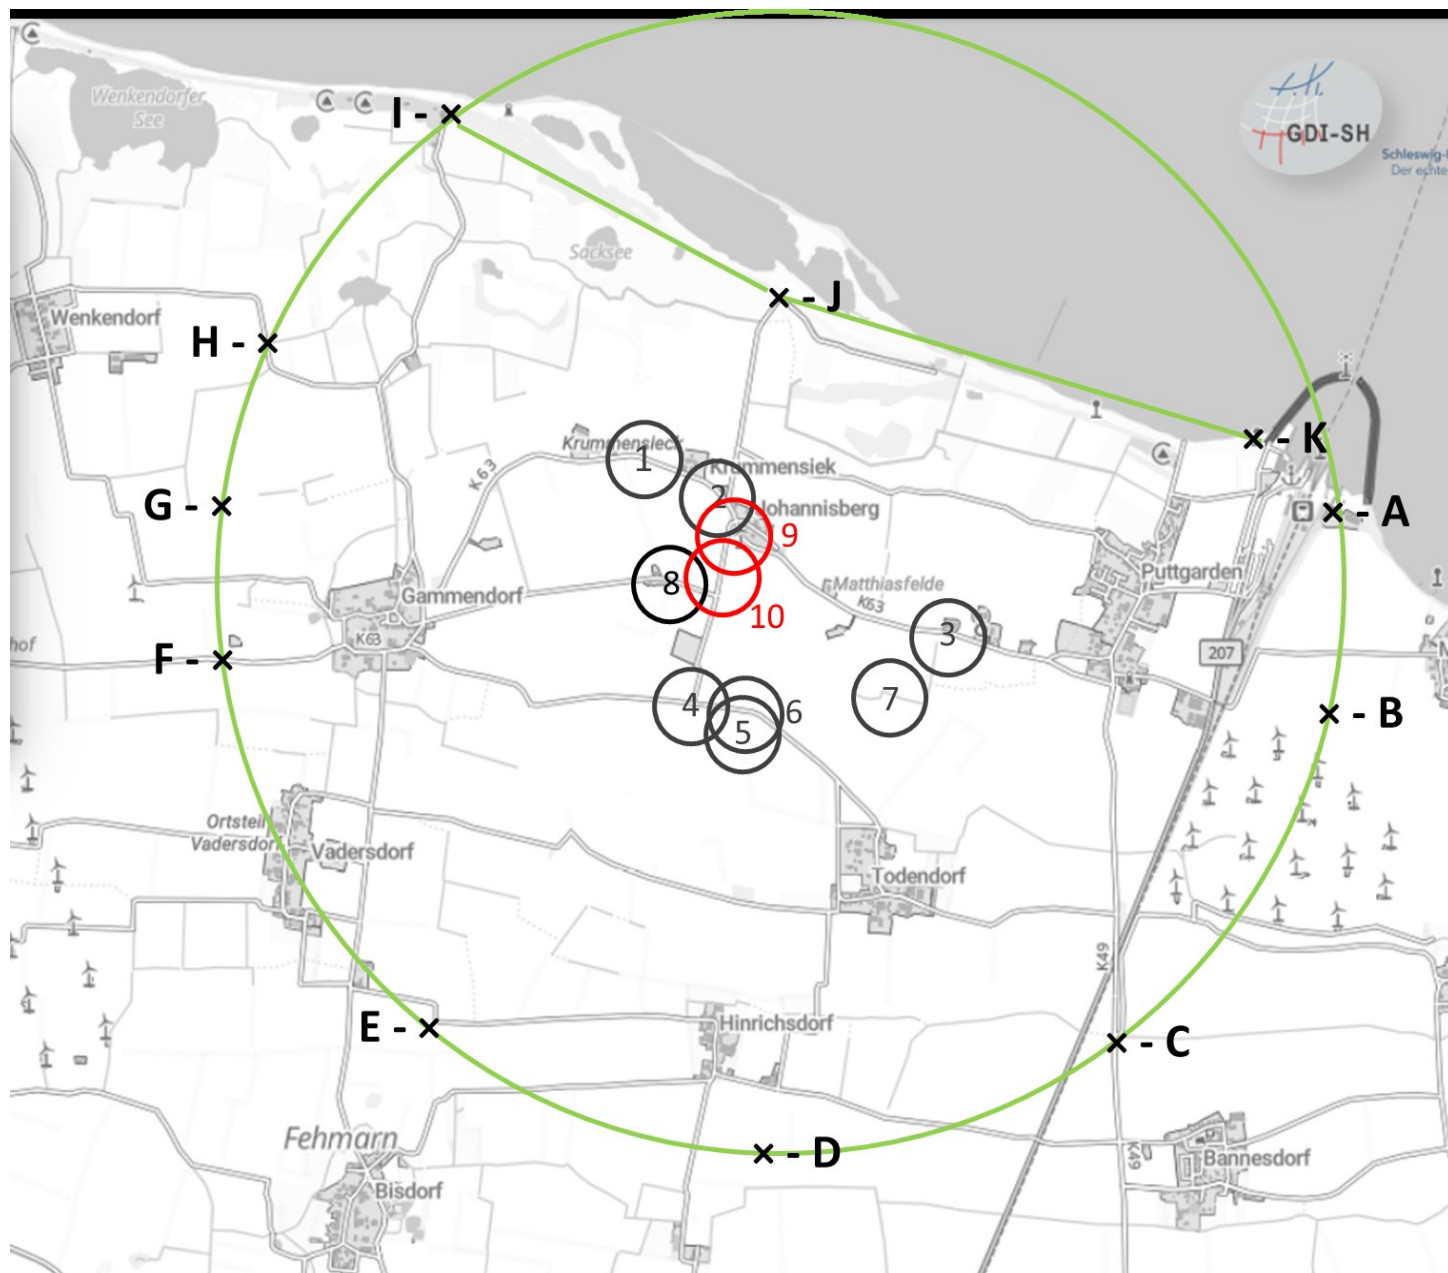 Wenkendorfer
See
I -
GDI-SH
Schleswig-
Der echte
Sacksee
- J
Wenkendorf
H -
Krummensieck
K 63
1
Krummensiek
2
- K
G -
Johannisberg
- A
9
8
Gammendorf
10
Matthiasfelde
K63
Puttgarden
3
K63
hof
F -
207
4
6
5
7
- B
Ortsteil
Vadersdorf
Vadersdorf
Todendorf
K49
E -
Hinrichsdorf
- C
Fehmarn
- D
K49
Bannesdorf
Bisdorf